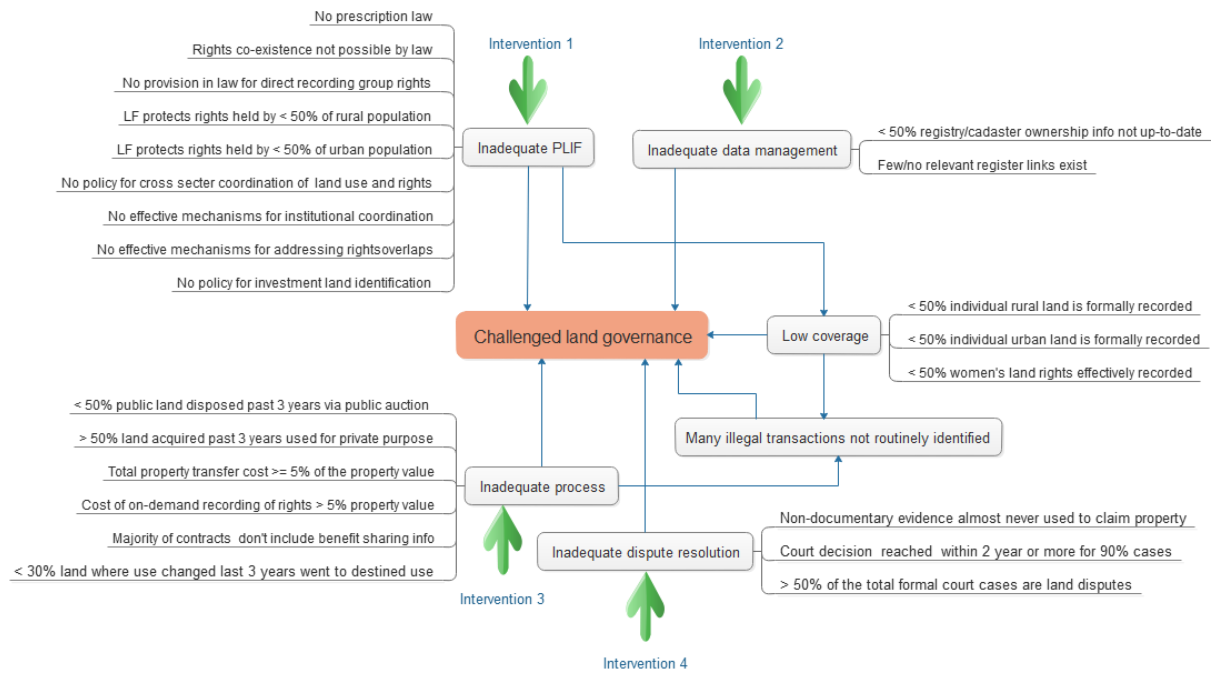 No prescription law
Rights co-existence not possible by law
No provision in law for direct recording group rights
LF protects rights held by < 50% of rural population
LF protects rights held by < 50% of urban population
No policy for cross secter coordination of land use and rights
No effective mechanisms for institutional coordination
No effective mechanisms for addressing rightsoverlaps
No policy for investment land identification
Intervention 1
Inadequate PLIF
Intervention 2
Inadequate data management
< 50% registry/cadaster ownership info not up-to-date
Few/no relevant register links exist
Challenged land governance
Low coverage
< 50% individual rural land is formally recorded
< 50% individual urban land is formally recorded
< 50% women's land rights effectively recorded
Many illegal transactions not routinely identified
< 50% public land disposed past 3 years via public auction
> 50% land acquired past 3 years used for private purpose
Total property transfer cost >= 5% of the property value
Cost of on-demand recording of rights > 5% property value
Majority of contracts don't include benefit sharing info
< 30% land where use changed last 3 years went to destined use
Inadequate process
Intervention 3
Inadequate dispute resolution
Non-documentary evidence almost never used to claim property
Court decision reached within 2 year or more for 90% cases
> 50% of the total formal court cases are land disputes
Intervention 4